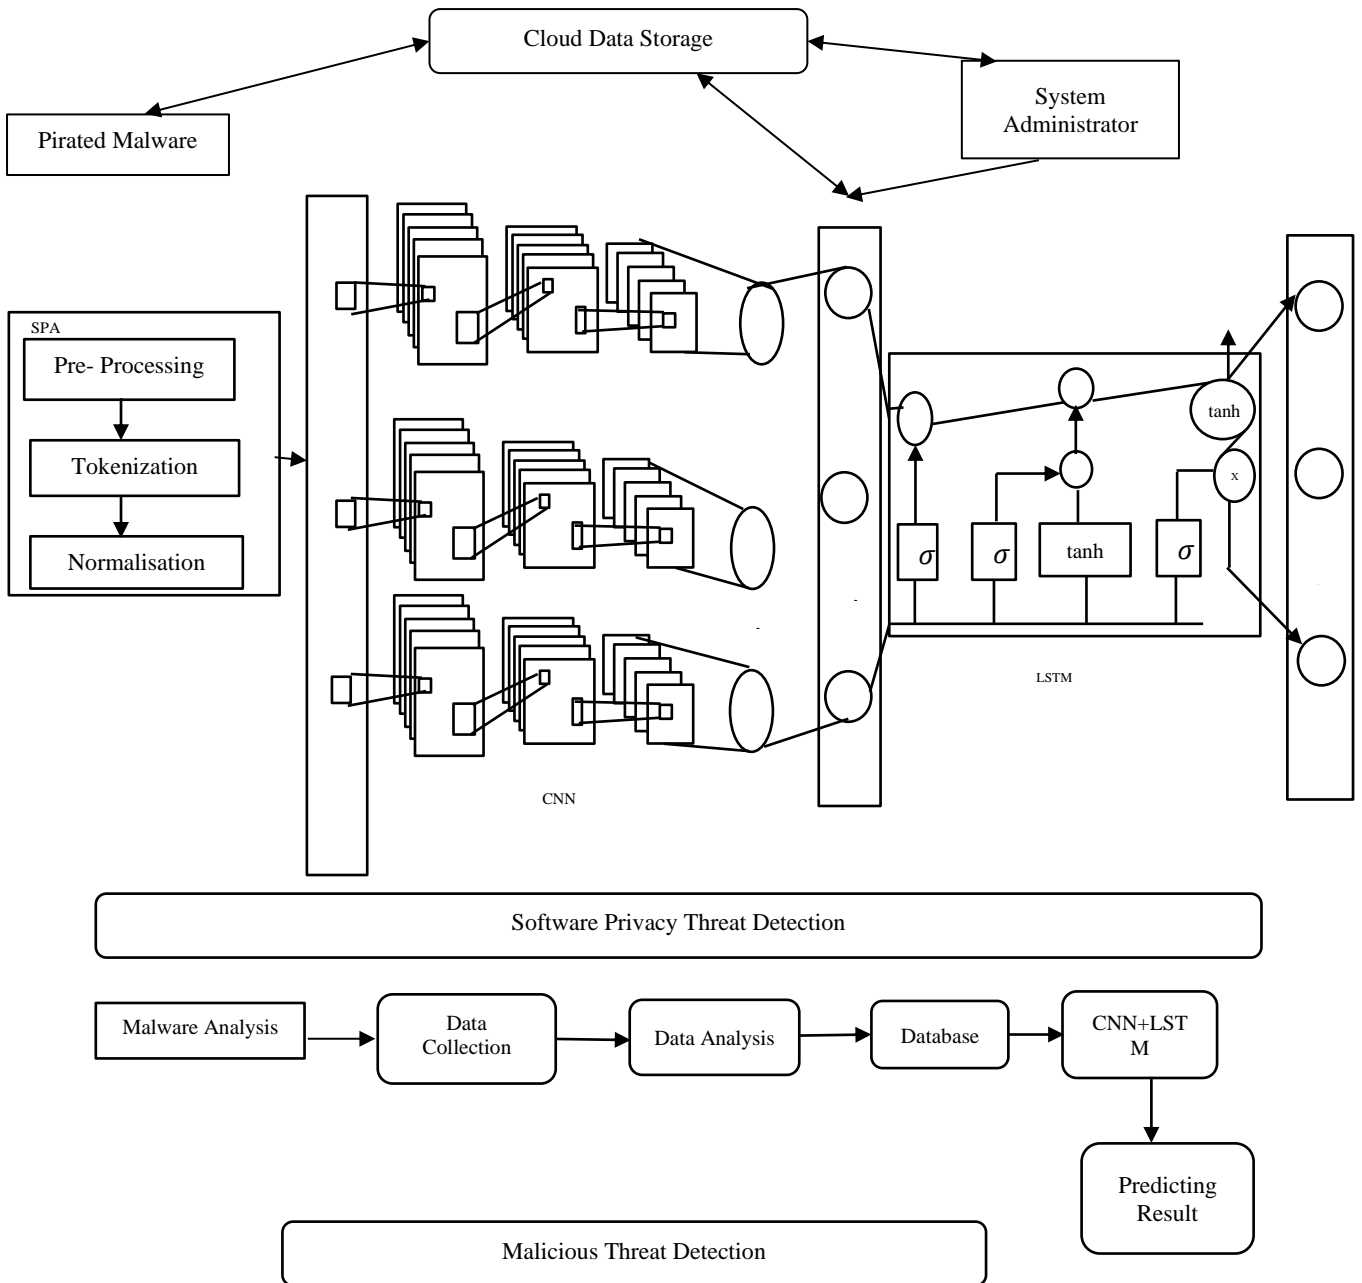 Cloud Data Storage
System
Administrator
Pirated Malware
SPA
Pre- Processing
Tokenization
Normalisation
tanh
x
σ
σ
tanh
σ
LSTM
CNN
Software Privacy Threat Detection
Malware Analysis
Data
Collection
Data Analysis
Database
CNN+LST
M
Predicting
Result
Malicious Threat Detection